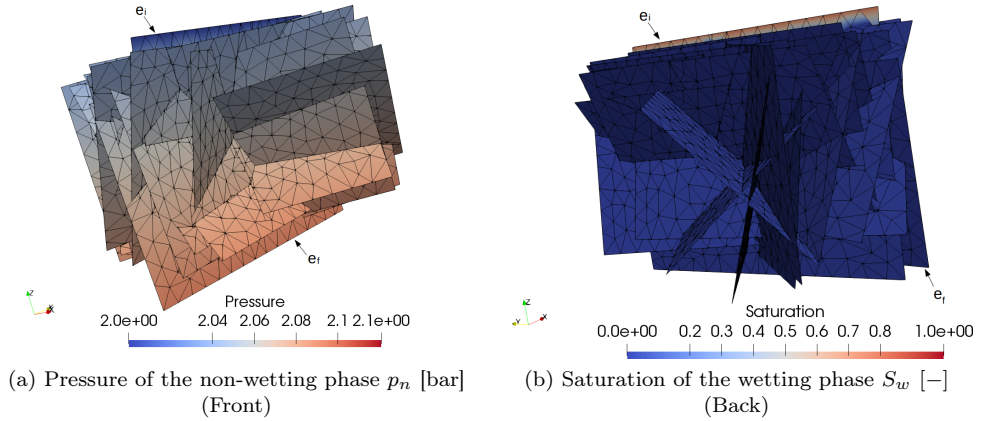 eᵢ
eᵢ
e_f
e_f
Z
X
Z
Y
X
Pressure
2.0e+00 2.04 2.06 2.08 2.1 2.1e+00
Saturation
0.0e+00 0.2 0.3 0.4 0.5 0.6 0.7 0.8 1.0e+00
(a) Pressure of the non-wetting phase pₙ [bar]
(Front)
(b) Saturation of the wetting phase S_w [−]
(Back)